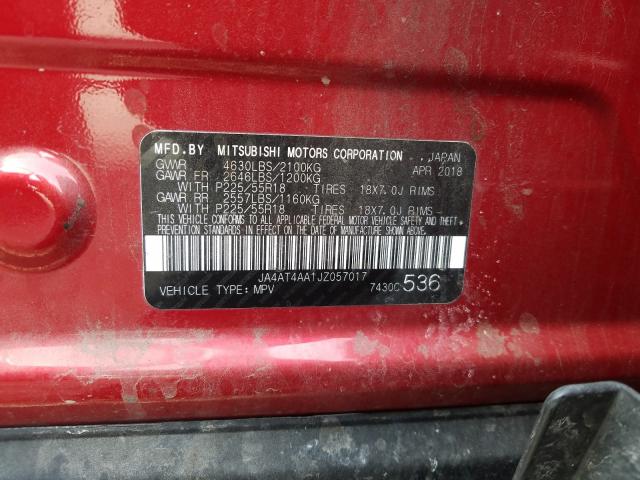 MFD.BY MITSUBISHI MOTORS CORPORATION . , JAPAN
GVWR 4630LBS/2100KG APR 2018
GAWR FR 2646LBS/1200KG
WITH P225/55R18 TIRES 18X7.0J RIMS
GAWR RR 2557LBS/1160KG
WITH P225/55R18 TIRES 18X7.0J RIMS
THIS VEHICLE CONFORMS TO ALL APPLICABLE FEDERAL MOTOR VEHICLE SAFETY AND THEFT
PREVENTION STANDARDS IN EFFECT ON THE DATE OF MANUFACTURE SHOWN ABOVE.
JA4AT4AA1JZ057017
VEHICLE TYPE: MPV 7430C 536